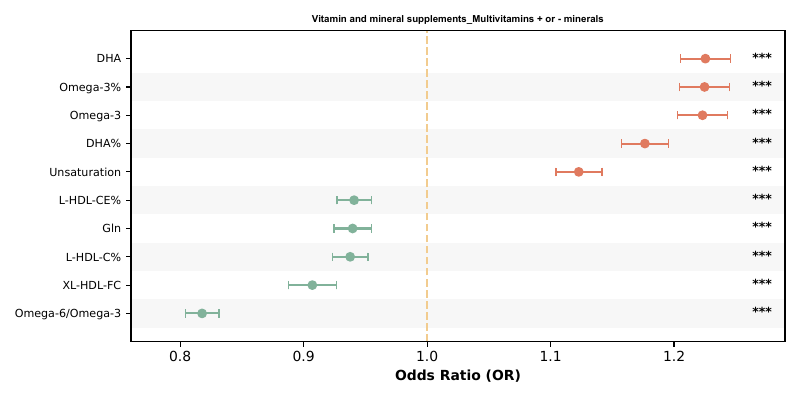 Vitamin and mineral supplements_Multivitamins + or - minerals
DHA ***
Omega-3% ***
Omega-3 ***
DHA% ***
Unsaturation ***
L-HDL-CE% ***
Gln ***
L-HDL-C% ***
XL-HDL-FC ***
Omega-6/Omega-3 ***
0.8 0.9 1.0 1.1 1.2
Odds Ratio (OR)